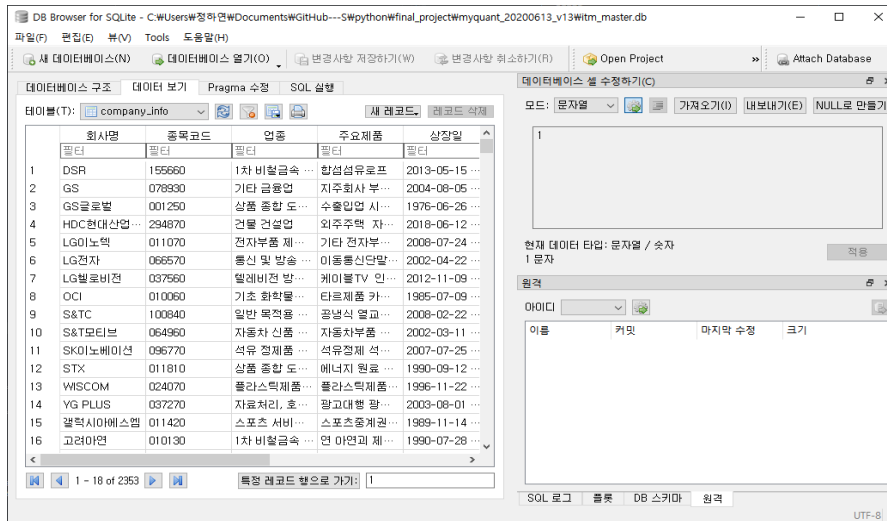 DB Browser for SQLite - C:₩Users₩정하연₩Documents₩GitHub---S₩python₩final_project₩myquant_20200613_v13₩itm_master.db
파일(F) 편집(E) 뷰(V) Tools 도움말(H)
새 데이터베이스(N) 데이터베이스 열기(O) 변경사항 저장하기(W) 변경사항 취소하기(R) Open Project » Attach Database
데이터베이스 구조 데이터 보기 Pragma 수정 SQL 실행
테이블(T): company_info 새 레코드 레코드 삭제
회사명 종목코드 업종 주요제품 상장일
필터 필터 필터 필터 필터
1 DSR 155660 1차 비철금속 ··· 합섬섬유로프 2013-05-15 ···
2 GS 078930 기타 금융업 지주회사 부··· 2004-08-05 ···
3 GS글로벌 001250 상품 종합 도··· 수출입업 시··· 1976-06-26 ···
4 HDC현대산업··· 294870 건물 건설업 외주주택 자··· 2018-06-12 ···
5 LG이노텍 011070 전자부품 제··· 기타 전자부··· 2008-07-24 ···
6 LG전자 066570 통신 및 방송 ··· 이동통신단말··· 2002-04-22 ···
7 LG헬로비전 037560 텔레비전 방··· 케이블TV 인··· 2012-11-09 ···
8 OCI 010060 기초 화학물··· 타르제품 카··· 1985-07-09 ···
9 S&TC 100840 일반 목적용 ··· 공냉식 열교··· 2008-02-22 ···
10 S&T모티브 064960 자동차 신품 ··· 자동차부품 ··· 2002-03-11 ···
11 SK이노베이션 096770 석유 정제품 ··· 석유정제 석··· 2007-07-25 ···
12 STX 011810 상품 종합 도··· 에너지 원료 ··· 1990-09-12 ···
13 WISCOM 024070 플라스틱제품··· 플라스틱제품··· 1996-11-22 ···
14 YG PLUS 037270 자료처리, 호··· 광고대행 광··· 2003-08-01 ···
15 갤럭시아에스엠 011420 스포츠 서비··· 스포츠중계권··· 1989-11-14 ···
16 고려아연 010130 1차 비철금속 ··· 연 아연괴 제··· 1990-07-28 ···
1 - 18 of 2353 특정 레코드 행으로 가기: 1
데이터베이스 셀 수정하기(C)
모드: 문자열 가져오기(I) 내보내기(E) NULL로 만들기
1
현재 데이터 타입: 문자열 / 숫자
1 문자
적용
원격
아이디
이름 커밋 마지막 수정 크기
SQL 로그 플롯 DB 스키마 원격
UTF-8